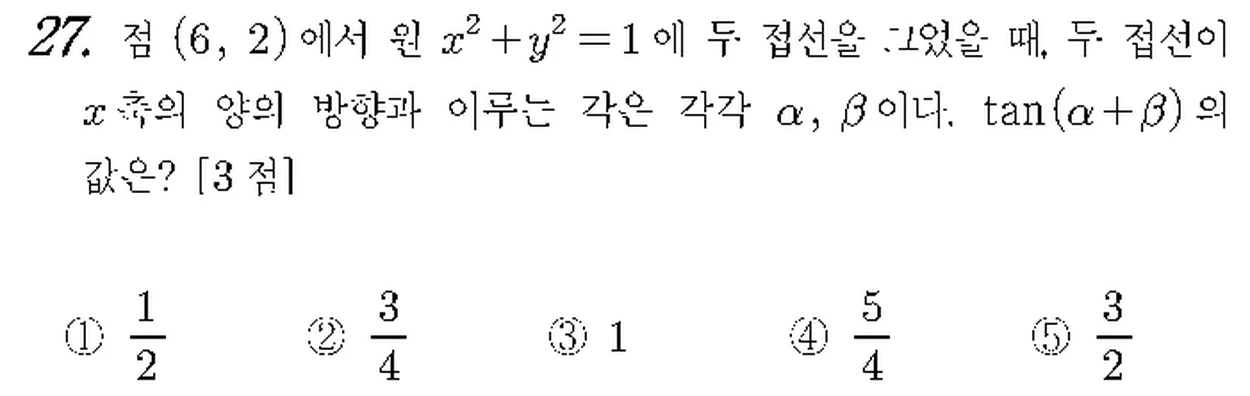 27. 점 (6, 2)에서 원 x²+y²=1에 두 접선을 그었을 때, 두 접선이
x축의 양의 방향과 이루는 각은 각각 α, β이다. tan(α+β)의
값은? [3점]
① 1/2 ② 3/4 ③ 1 ④ 5/4 ⑤ 3/2